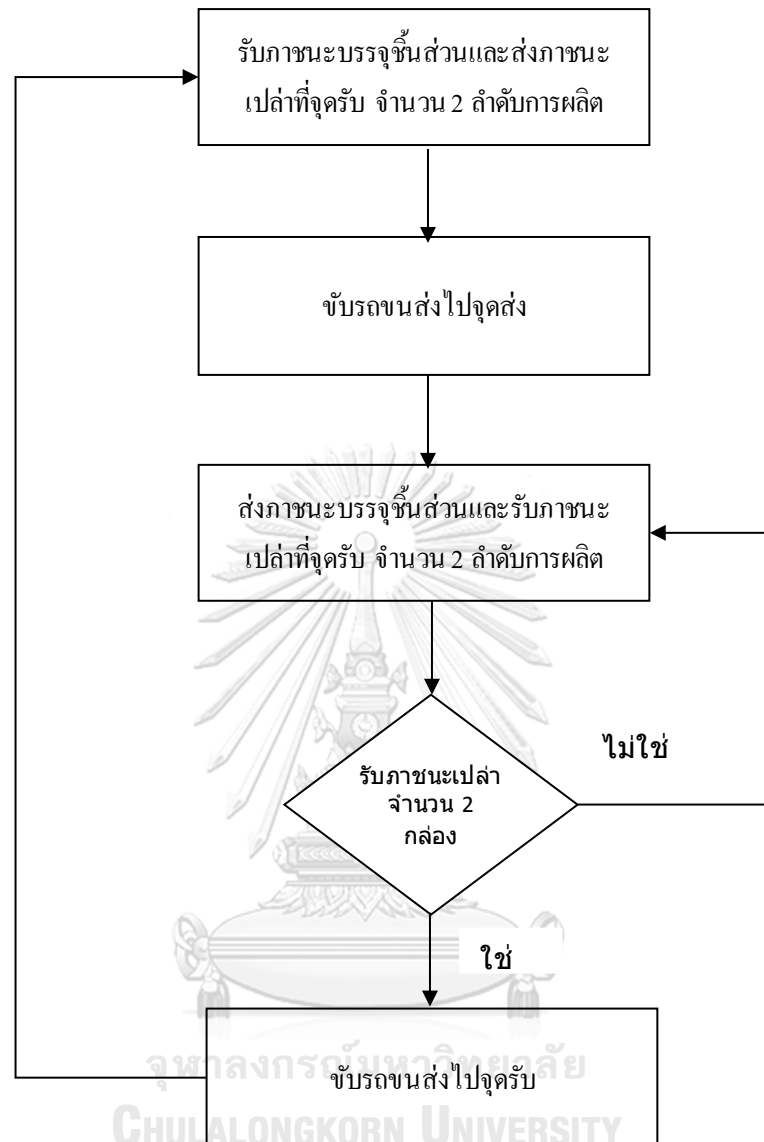 รับภาชนะบรรจุชิ้นส่วนและส่งภาชนะ
เปล่าที่จุดรับ จำนวน 2 ลำดับการผลิต
ขับรถขนส่งไปจุดส่ง
ส่งภาชนะบรรจุชิ้นส่วนและรับภาชนะ
เปล่าที่จุดรับ จำนวน 2 ลำดับการผลิต
รับภาชนะเปล่า
จำนวน 2
กล่อง
ไม่ใช่
ใช่
ขับรถขนส่งไปจุดรับ
จุฬาลงกรณ์มหาวิทยาลัย
CHULALONGKORN UNIVERSITY